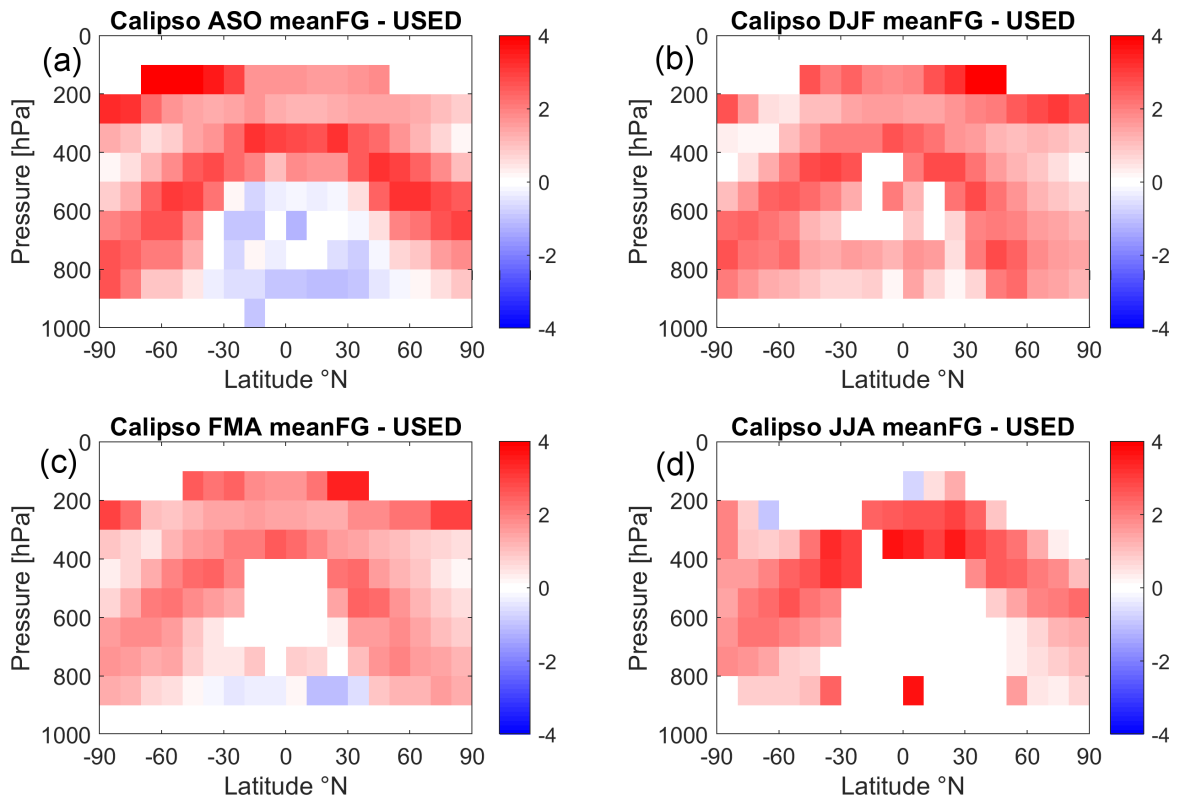 Calipso ASO meanFG - USED
(a)
Pressure [hPa]
0
200
400
600
800
1000
-90 -60 -30 0 30 60 90
Latitude °N
4
2
0
-2
-4
Calipso DJF meanFG - USED
(b)
Pressure [hPa]
0
200
400
600
800
1000
-90 -60 -30 0 30 60 90
Latitude °N
4
2
0
-2
-4
Calipso FMA meanFG - USED
(c)
Pressure [hPa]
0
200
400
600
800
1000
-90 -60 -30 0 30 60 90
Latitude °N
4
2
0
-2
-4
Calipso JJA meanFG - USED
(d)
Pressure [hPa]
0
200
400
600
800
1000
-90 -60 -30 0 30 60 90
Latitude °N
4
2
0
-2
-4